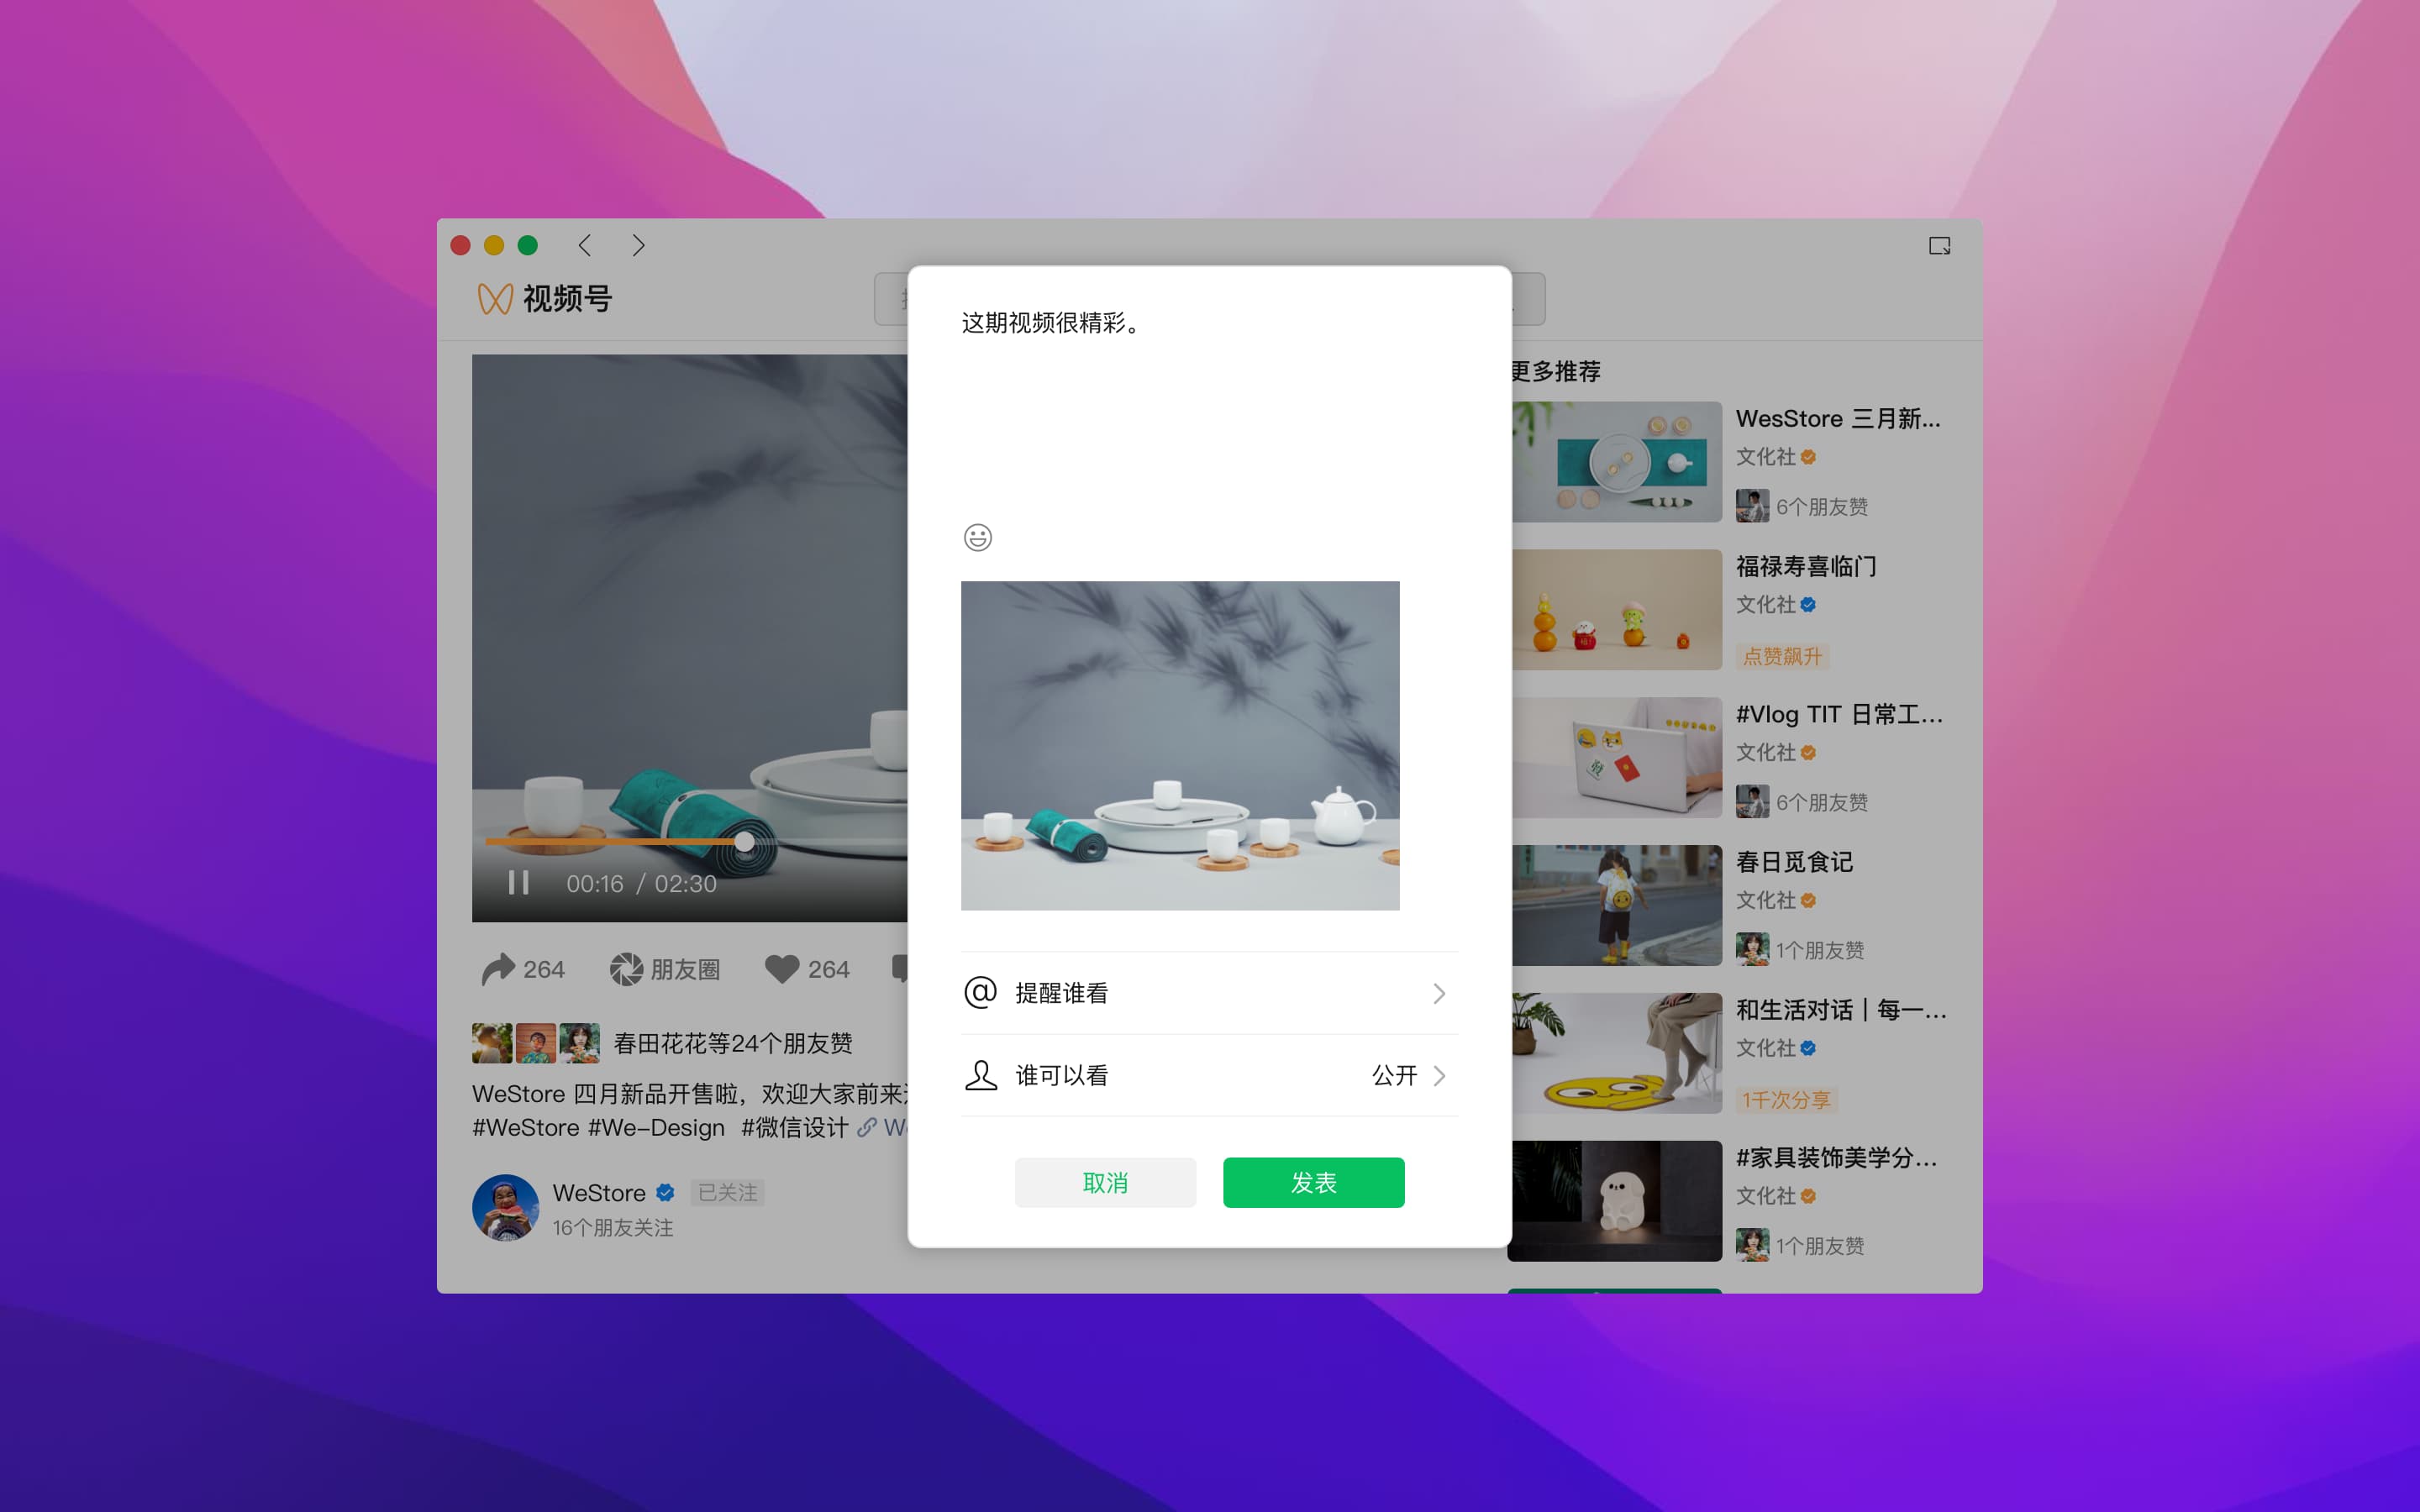 视频号
这期视频很精彩。
00:16 / 02:30
264
朋友圈
264
春田花花等24个朋友赞
WeStore 四月新品开售啦，欢迎大家前来
#WeStore #We-Design #微信设计
WeStore 已关注
16个朋友关注
@ 提醒谁看
谁可以看 公开
取消 发表
更多推荐
WesStore 三月新...
文化社
6个朋友赞
福禄寿喜临门
文化社
点赞飙升
#Vlog TIT 日常工...
文化社
6个朋友赞
春日觅食记
文化社
1个朋友赞
和生活对话｜每一...
文化社
1千次分享
#家具装饰美学分...
文化社
1个朋友赞